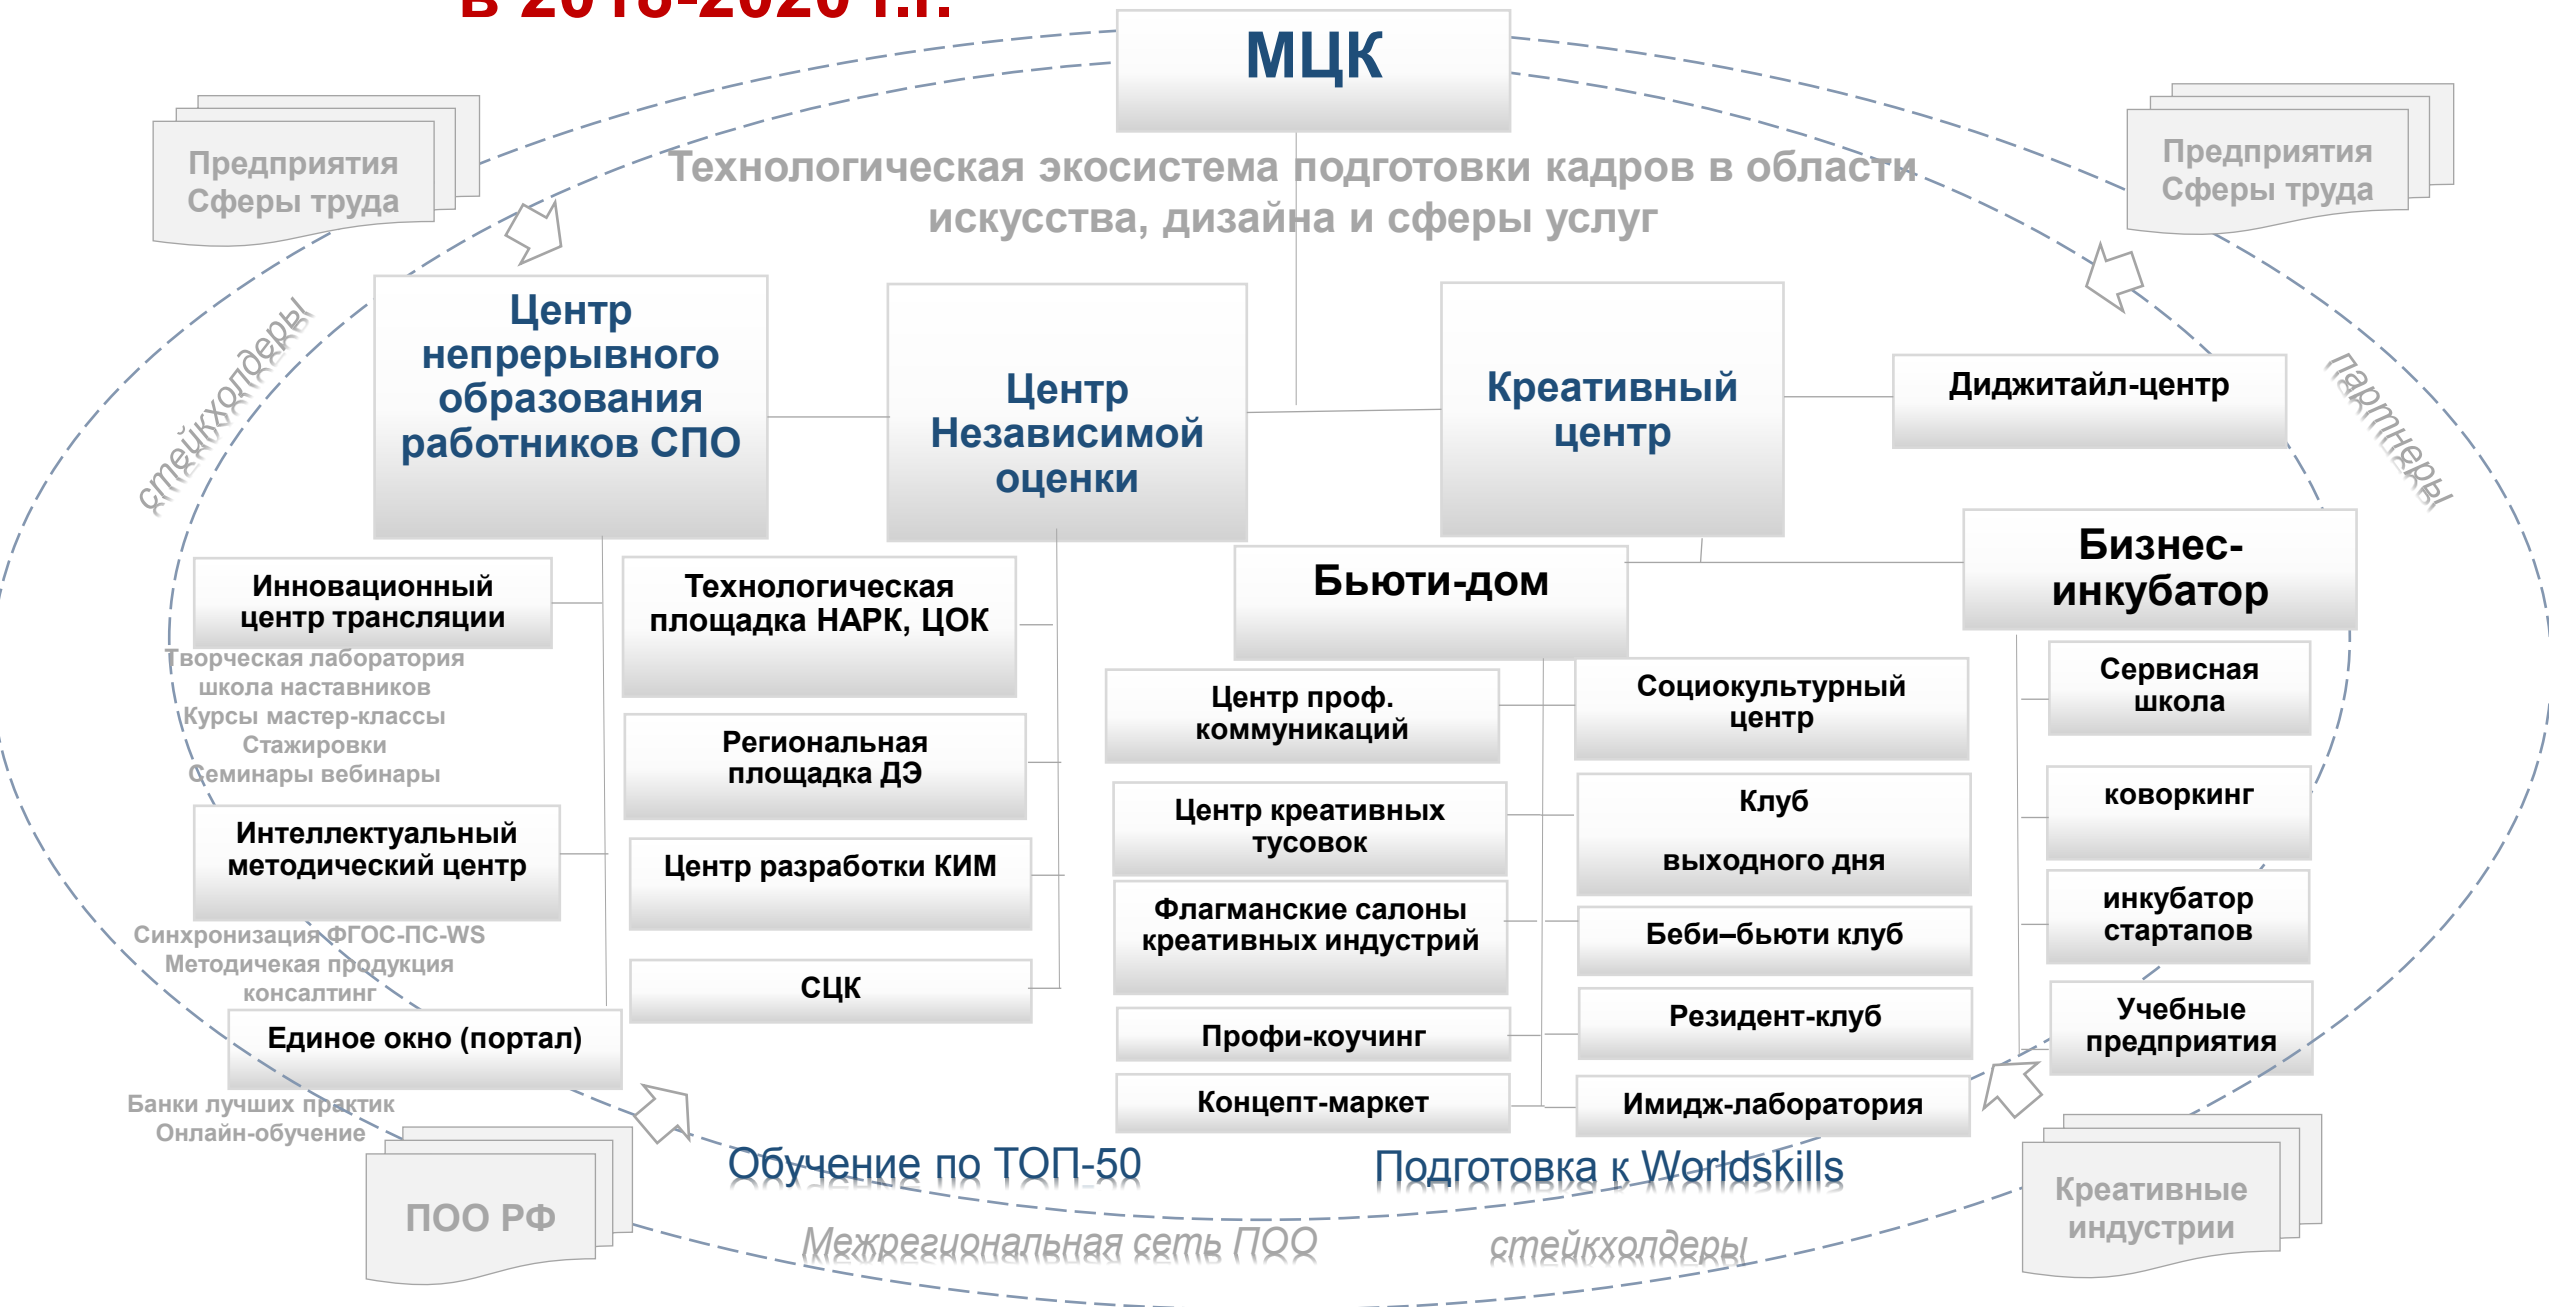 в 2018-2020 г.г.
МЦК
Предприятия
Сферы труда
Предприятия
Сферы труда
Технологическая экосистема подготовки кадров в области
искусства, дизайна и сферы услуг
стейкхолдеры
партнеры
Центр
непрерывного
образования
работников СПО
Центр
Независимой
оценки
Креативный
центр
Диджитайл-центр
Инновационный
центр трансляции
Творческая лаборатория
школа наставников
Курсы мастер-классы
Стажировки
Семинары вебинары
Интеллектуальный
методический центр
Синхронизация ФГОС-ПС-WS
Методичекая продукция
консалтинг
Единое окно (портал)
Банки лучших практик
Онлайн-обучение
Технологическая
площадка НАРК, ЦОК
Региональная
площадка ДЭ
Центр разработки КИМ
СЦК
Бьюти-дом
Центр проф.
коммуникаций
Центр креативных
тусовок
Флагманские салоны
креативных индустрий
Профи-коучинг
Концепт-маркет
Социокультурный
центр
Клуб
выходного дня
Беби–бьюти клуб
Резидент-клуб
Имидж-лаборатория
Бизнес-
инкубатор
Сервисная
школа
коворкинг
инкубатор
стартапов
Учебные
предприятия
Обучение по ТОП-50
Подготовка к Worldskills
ПОО РФ
Межрегиональная сеть ПОО
стейкхолдеры
Креативные
индустрии